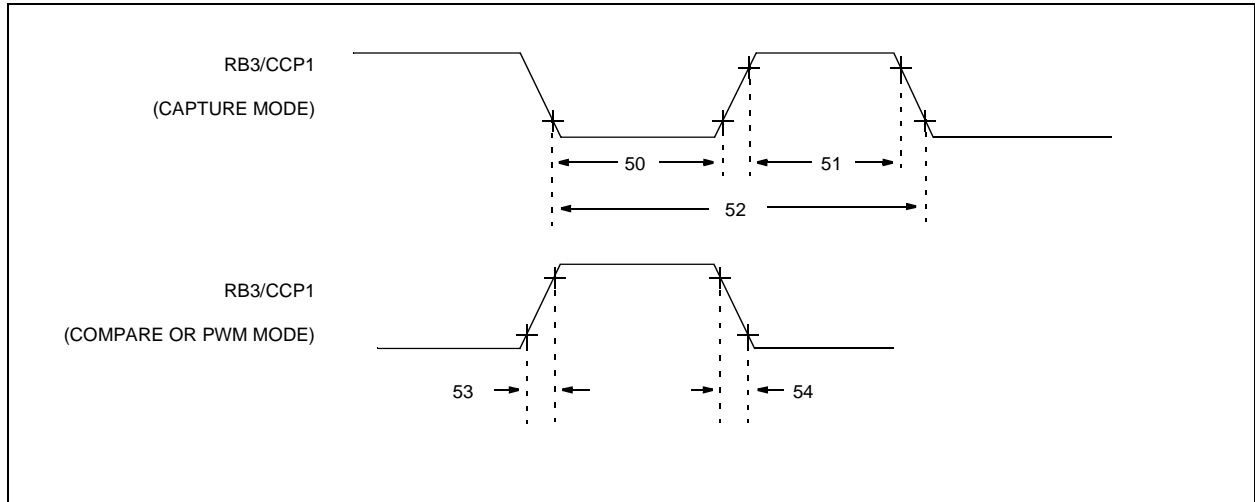 RB3/CCP1
(CAPTURE MODE)
50
51
52
RB3/CCP1
(COMPARE OR PWM MODE)
53
54